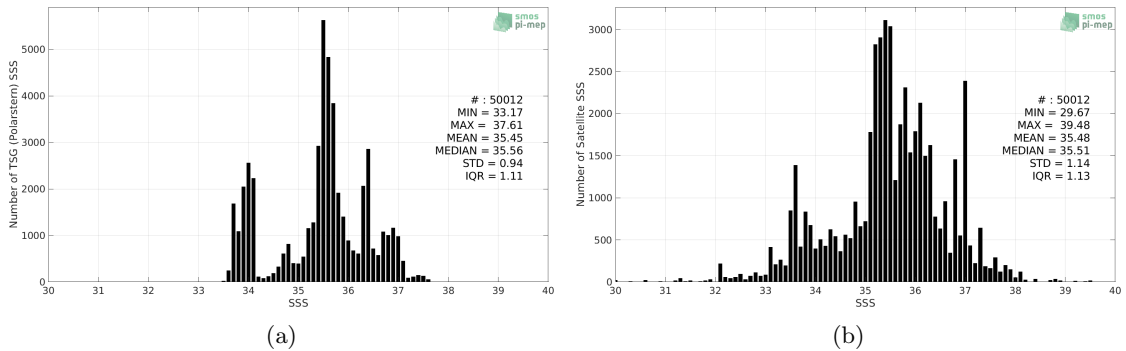 smos
pi-mep
Number of TSG (Polarstern) SSS
5000
4000
3000
2000
1000
0
# : 50012
MIN = 33.17
MAX = 37.61
MEAN = 35.45
MEDIAN = 35.56
STD = 0.94
IQR = 1.11
30 31 32 33 34 35 36 37 38 39 40
SSS
(a)
smos
pi-mep
Number of Satellite SSS
3000
2500
2000
1500
1000
500
0
# : 50012
MIN = 29.67
MAX = 39.48
MEAN = 35.48
MEDIAN = 35.51
STD = 1.14
IQR = 1.13
30 31 32 33 34 35 36 37 38 39 40
SSS
(b)